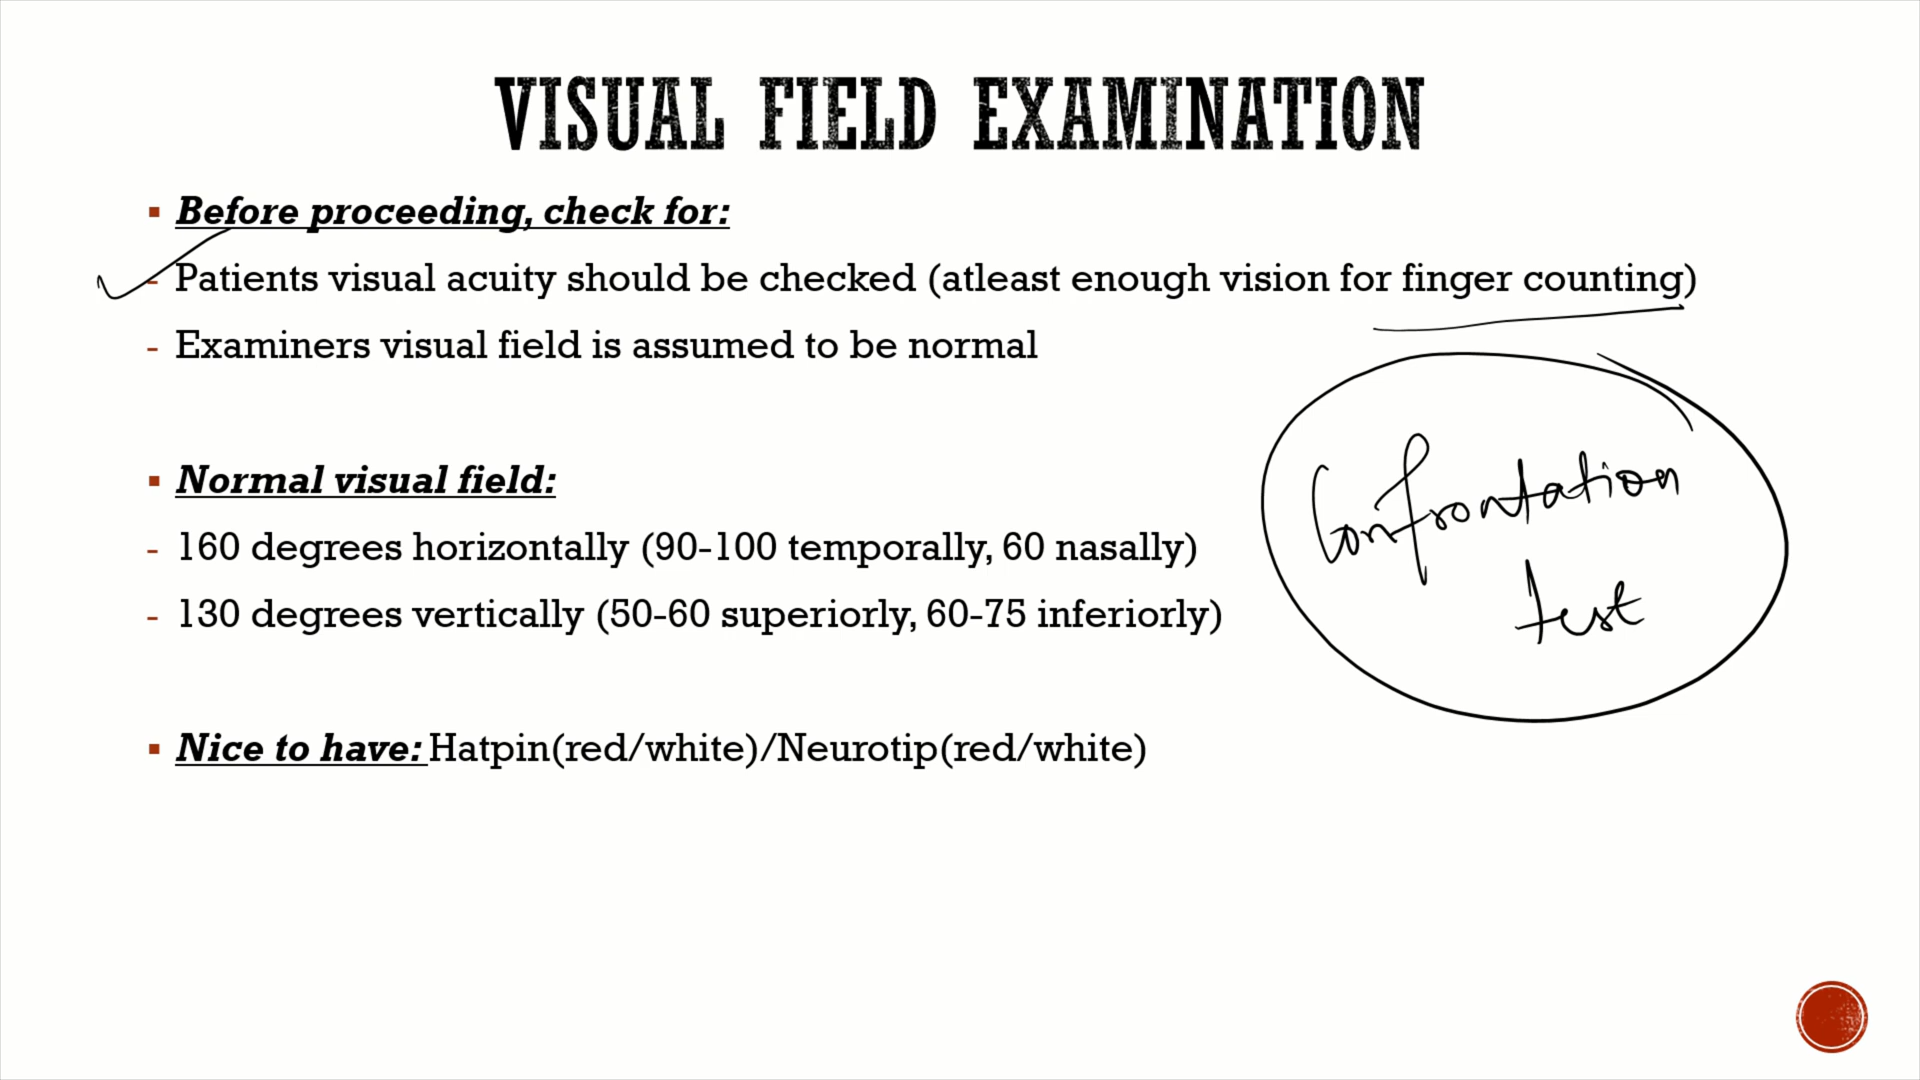 VISUAL FIELD EXAMINATION
Before proceeding, check for:
- Patients visual acuity should be checked (atleast enough vision for finger counting)
- Examiners visual field is assumed to be normal
Normal visual field:
- 160 degrees horizontally (90-100 temporally, 60 nasally)
- 130 degrees vertically (50-60 superiorly, 60-75 inferiorly)
Nice to have: Hatpin(red/white)/Neurotip(red/white)
Confrontation
test